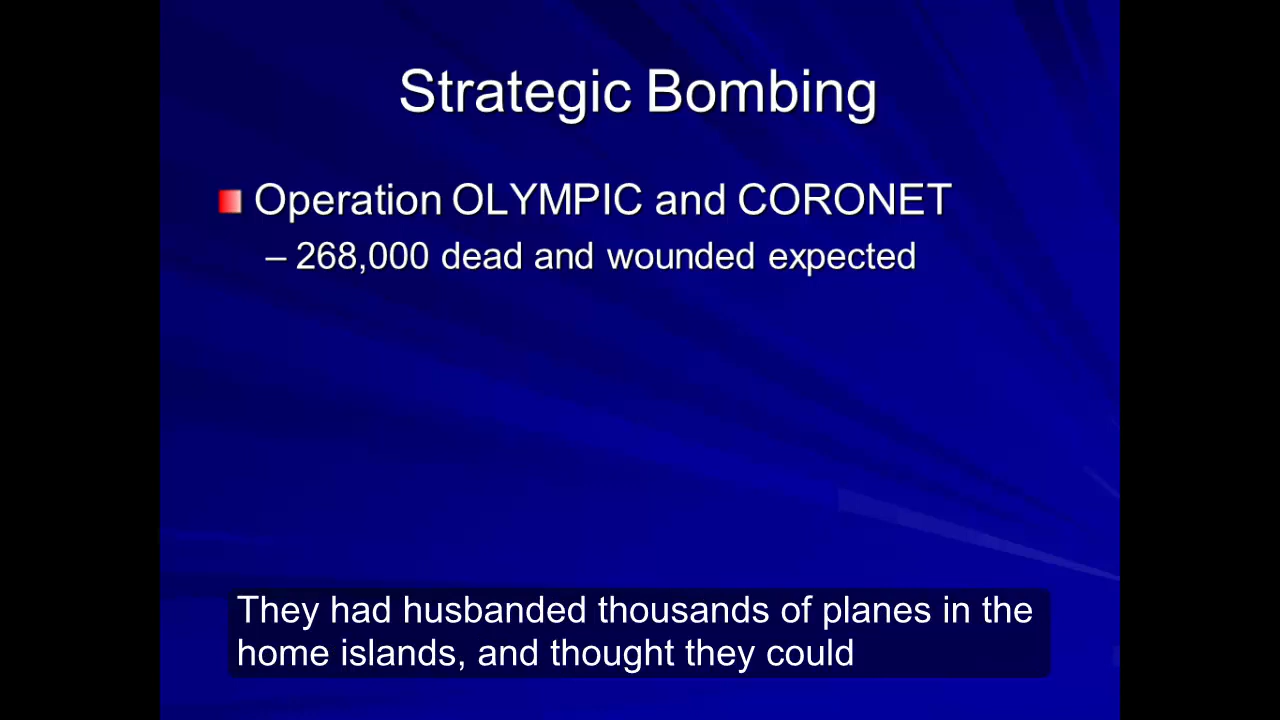 Strategic Bombing
Operation OLYMPIC and CORONET
– 268,000 dead and wounded expected
They had husbanded thousands of planes in the
home islands, and thought they could